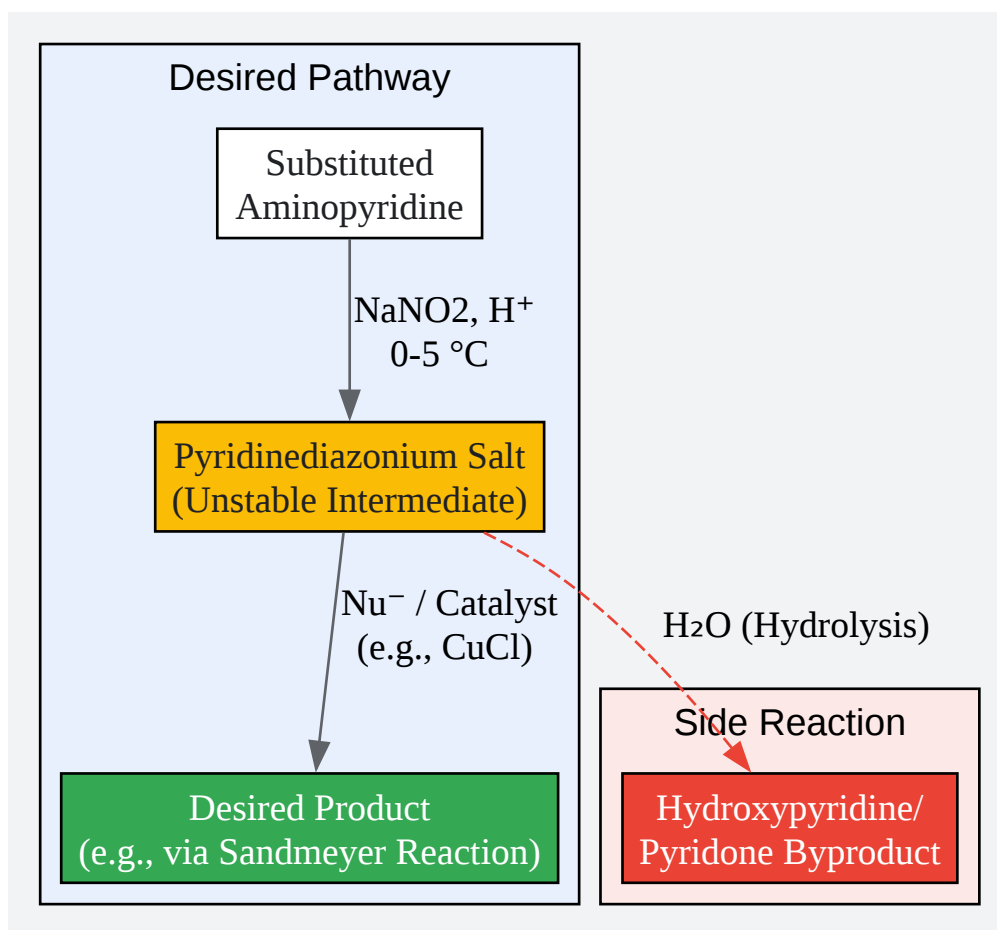 Desired Pathway
Substituted
Aminopyridine
NaNO2, H⁺
0-5 °C
Pyridinediazonium Salt
(Unstable Intermediate)
Nu⁻ / Catalyst
(e.g., CuCl)
H₂O (Hydrolysis)
Desired Product
(e.g., via Sandmeyer Reaction)
Side Reaction
Hydroxypyridine/
Pyridone Byproduct